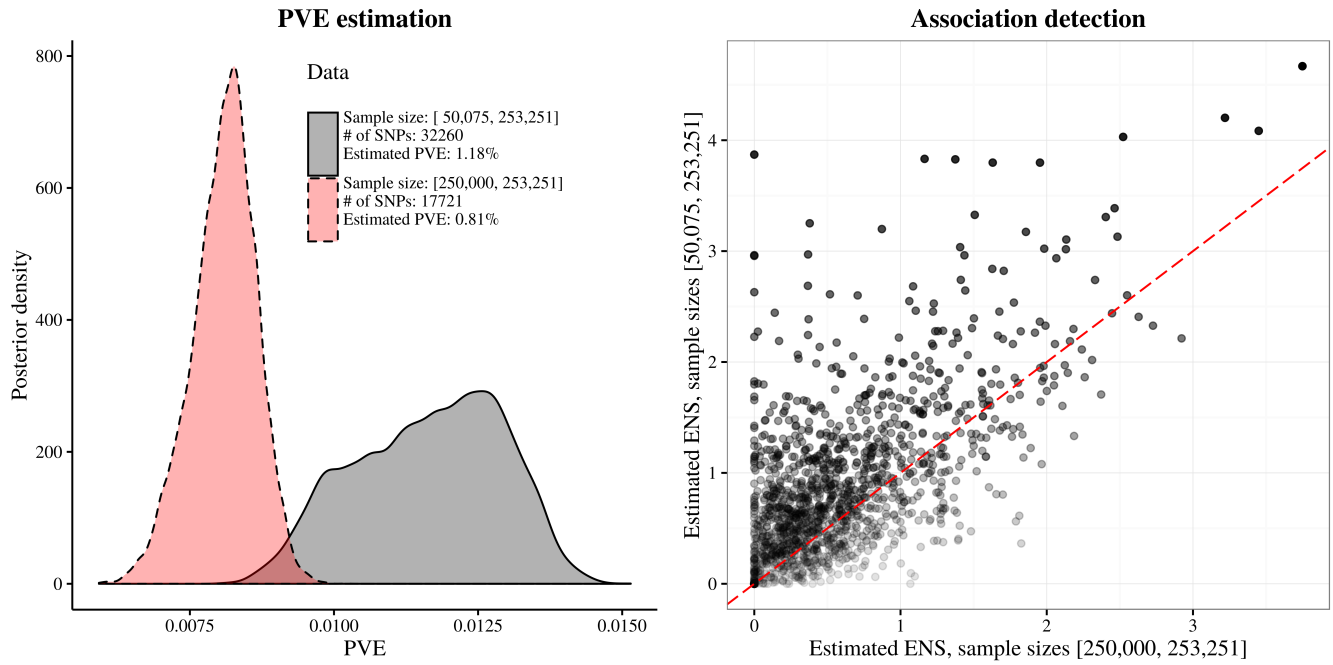 PVE estimation
800
600
400
200
0
Posterior density
0.0075
0.0100
0.0125
0.0150
PVE
Data
Sample size: [ 50,075, 253,251]
# of SNPs: 32260
Estimated PVE: 1.18%
Sample size: [250,000, 253,251]
# of SNPs: 17721
Estimated PVE: 0.81%
Association detection
4
3
2
1
0
Estimated ENS, sample sizes [50,075, 253,251]
0
1
2
3
Estimated ENS, sample sizes [250,000, 253,251]